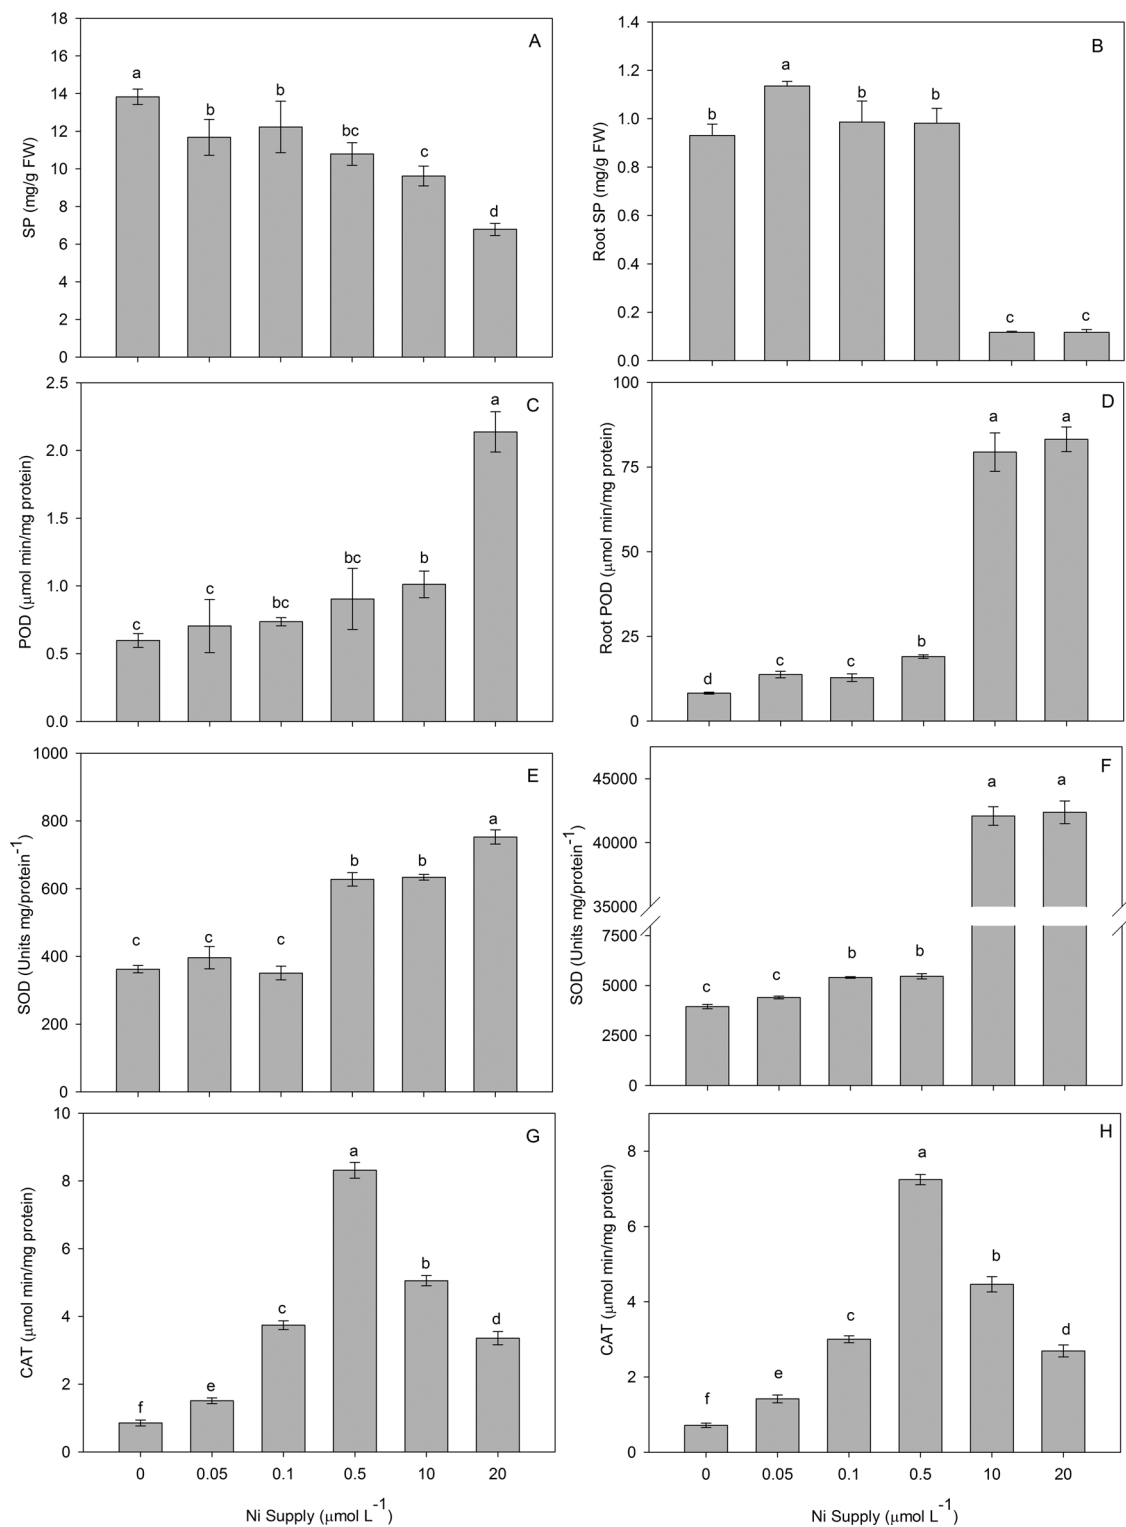 A
SP (mg/g FW)
18
16
14
12
10
8
6
4
2
0
a
b
b
bc
c
d
B
Root SP (mg/g FW)
1.4
1.2
1.0
0.8
0.6
0.4
0.2
0.0
b
a
b
b
c
c
C
POD (μmol min/mg protein)
2.5
2.0
1.5
1.0
0.5
0.0
c
c
bc
bc
b
a
D
Root POD (μmol min/mg protein)
100
75
50
25
0
d
c
c
b
a
a
E
SOD (Units mg/protein-1)
1000
800
600
400
200
0
c
c
c
b
b
a
F
SOD (Units mg/protein-1)
45000
40000
35000
7500
5000
2500
0
c
c
b
b
a
a
G
CAT (μmol min/mg protein)
10
8
6
4
2
0
f
e
c
a
b
d
0 0.05 0.1 0.5 10 20
Ni Supply (μmol L-1)
H
CAT (μmol min/mg protein)
8
6
4
2
0
f
e
c
a
b
d
0 0.05 0.1 0.5 10 20
Ni Supply (μmol L-1)